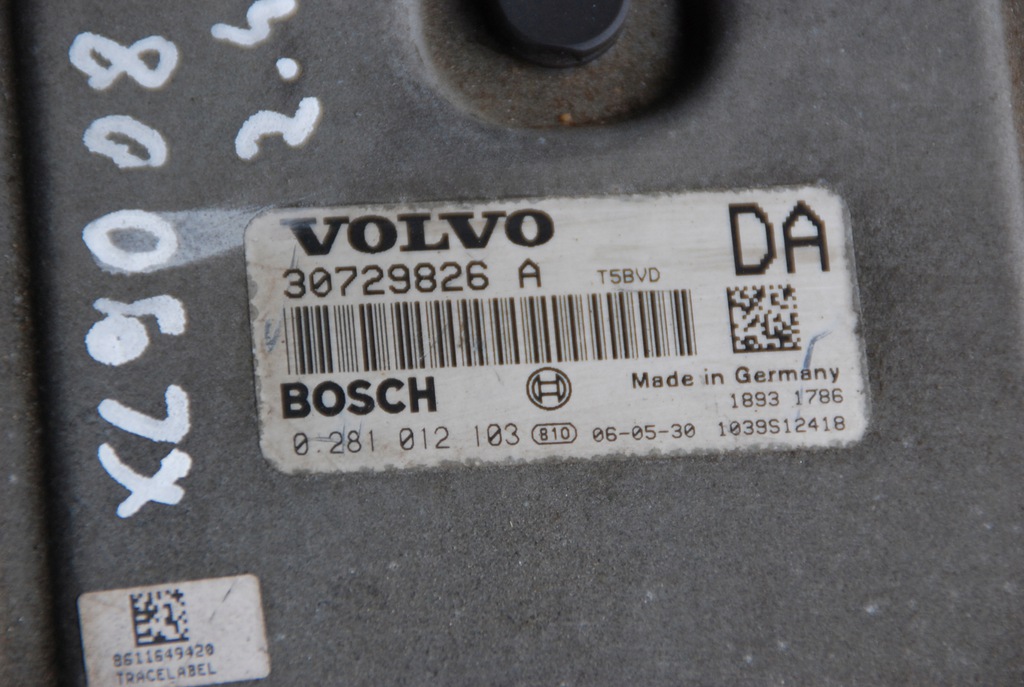 XC90 08
2.4
VOLVO
DA
30729826 A T5BVD
BOSCH
Made in Germany
1893 1786
0 281 012 103 810 06-05-30 1039S12418
8611649420
TRACELABEL